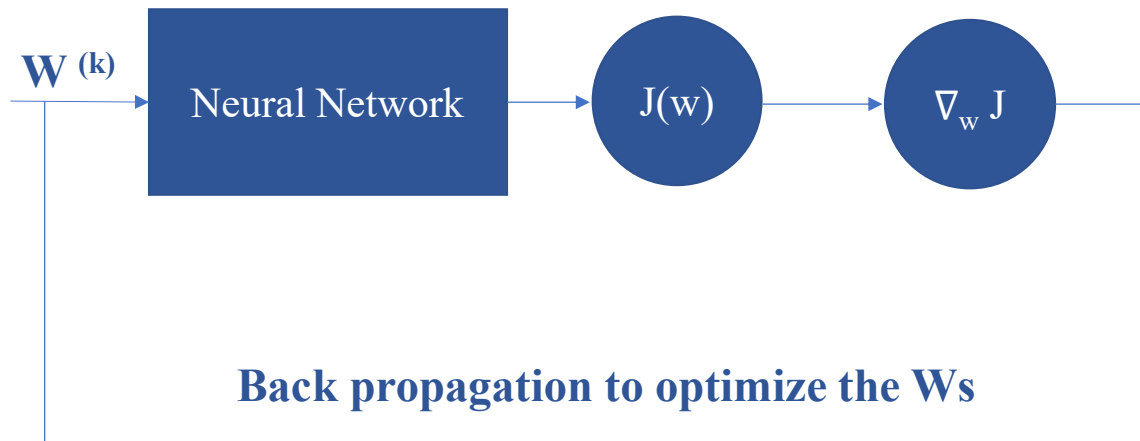 W (k)
Neural Network
J(w)
∇w J
Back propagation to optimize the Ws